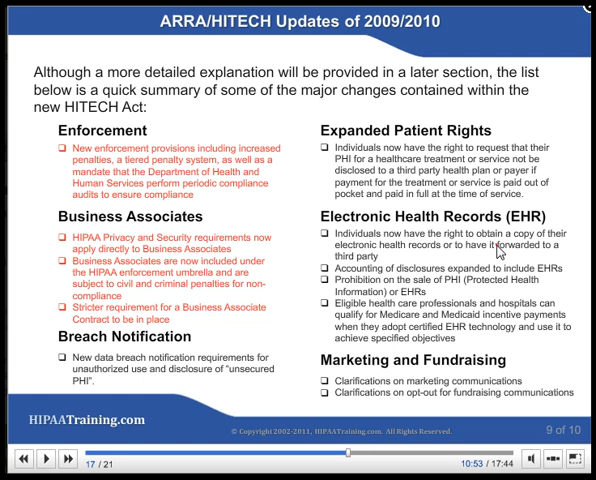 ARRA/HITECH Updates of 2009/2010
Although a more detailed explanation will be provided in a later section, the list
below is a quick summary of some of the major changes contained within the
new HITECH Act:
Enforcement
New enforcement provisions including increased
penalties, a tiered penalty system, as well as a
mandate that the Department of Health and
Human Services perform periodic compliance
audits to ensure compliance
Business Associates
HIPAA Privacy and Security requirements now
apply directly to Business Associates
Business Associates are now included under
the HIPAA enforcement umbrella and are
subject to civil and criminal penalties for non-
compliance
Stricter requirement for a Business Associate
Contract to be in place
Breach Notification
New data breach notification requirements for
unauthorized use and disclosure of “unsecured
PHI”.
Expanded Patient Rights
Individuals now have the right to request that their
PHI for a healthcare treatment or service not be
disclosed to a third party health plan or payer if
payment for the treatment or service is paid out of
pocket and paid in full at the time of service.
Electronic Health Records (EHR)
Individuals now have the right to obtain a copy of their
electronic health records or to have it forwarded to a
third party
Accounting of disclosures expanded to include EHRs
Prohibition on the sale of PHI (Protected Health
Information) or EHRs
Eligible health care professionals and hospitals can
qualify for Medicare and Medicaid incentive payments
when they adopt certified EHR technology and use it to
achieve specified objectives
Marketing and Fundraising
Clarifications on marketing communications
Clarifications on opt-out for fundraising communications
HIPAATraining.com
© Copyright 2002-2011, HIPAATraining.com. All Rights Reserved.
9 of 10
17 / 21
10:53 / 17:44